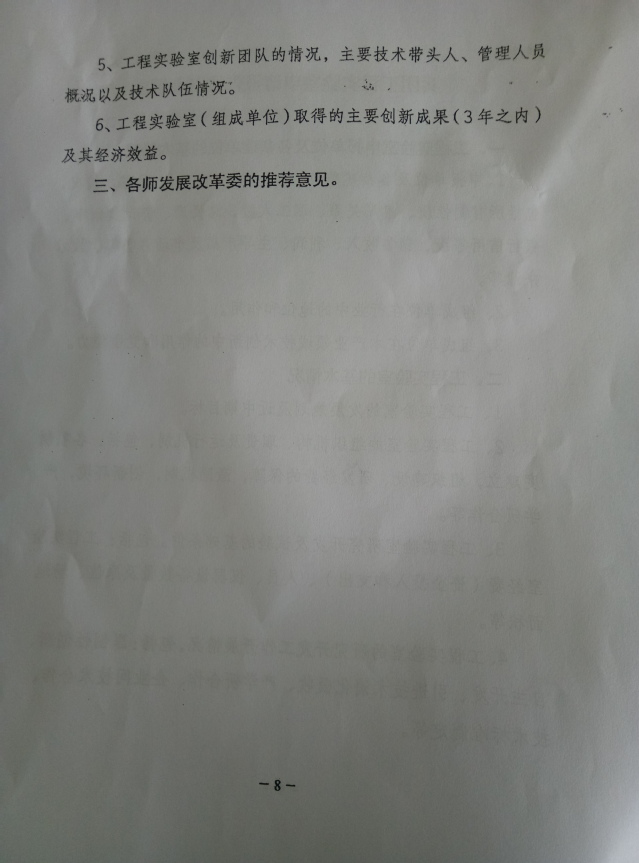 5、工程实验室创新团队的情况，主要技术带头人、管理人员
概况以及技术队伍情况。
6、工程实验室（组成单位）取得的主要创新成果（3年之内）
及其经济效益。
三、各师发展改革委的推荐意见。
－8－